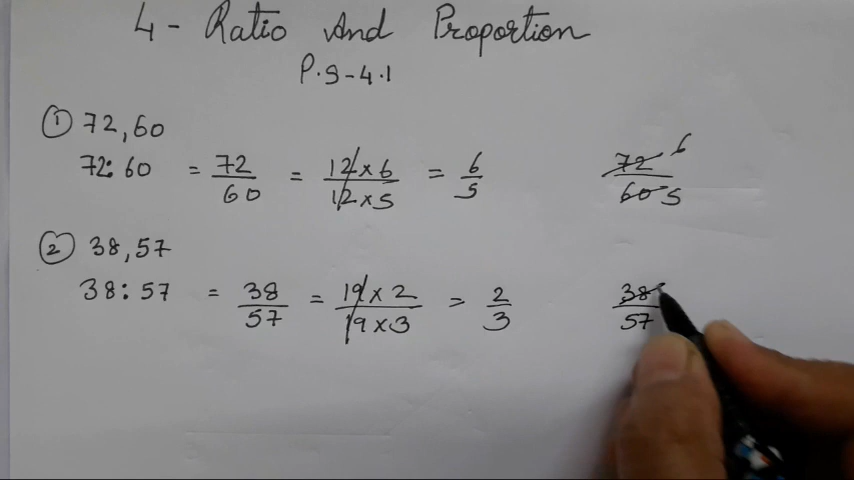 4 - Ratio And Proportion
P.S-4.1
① 72,60
72:60 = 72/60 = 12×6/12×5 = 6/5 72/60 6 5
② 38,57
38:57 = 38/57 = 19×2/19×3 = 2/3 38/57